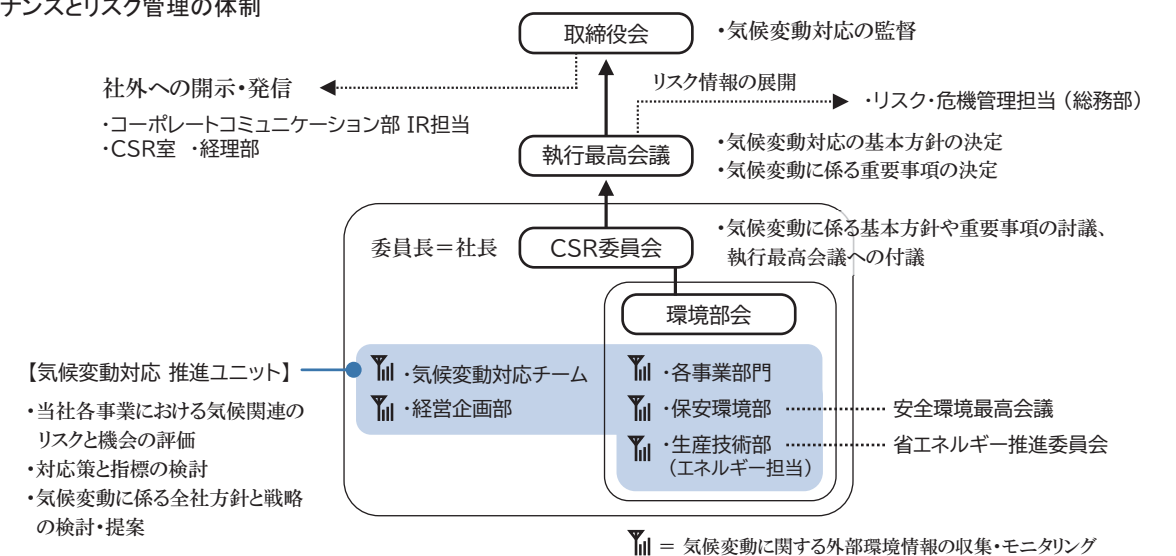 ナンスとリスク管理の体制
取締役会
・気候変動対応の監督
社外への開示・発信
リスク情報の展開
・リスク・危機管理担当（総務部）
・コーポレートコミュニケーション部 IR担当
・CSR室 ・経理部
執行最高会議
・気候変動対応の基本方針の決定
・気候変動に係る重要事項の決定
委員長＝社長
CSR委員会
・気候変動に係る基本方針や重要事項の討議、
執行最高会議への付議
環境部会
【気候変動対応 推進ユニット】
・当社各事業における気候関連の
リスクと機会の評価
・対応策と指標の検討
・気候変動に係る全社方針と戦略
の検討・提案
・気候変動対応チーム
・経営企画部
・各事業部門
・保安環境部
安全環境最高会議
・生産技術部
（エネルギー担当）
省エネルギー推進委員会
＝ 気候変動に関する外部環境情報の収集・モニタリング